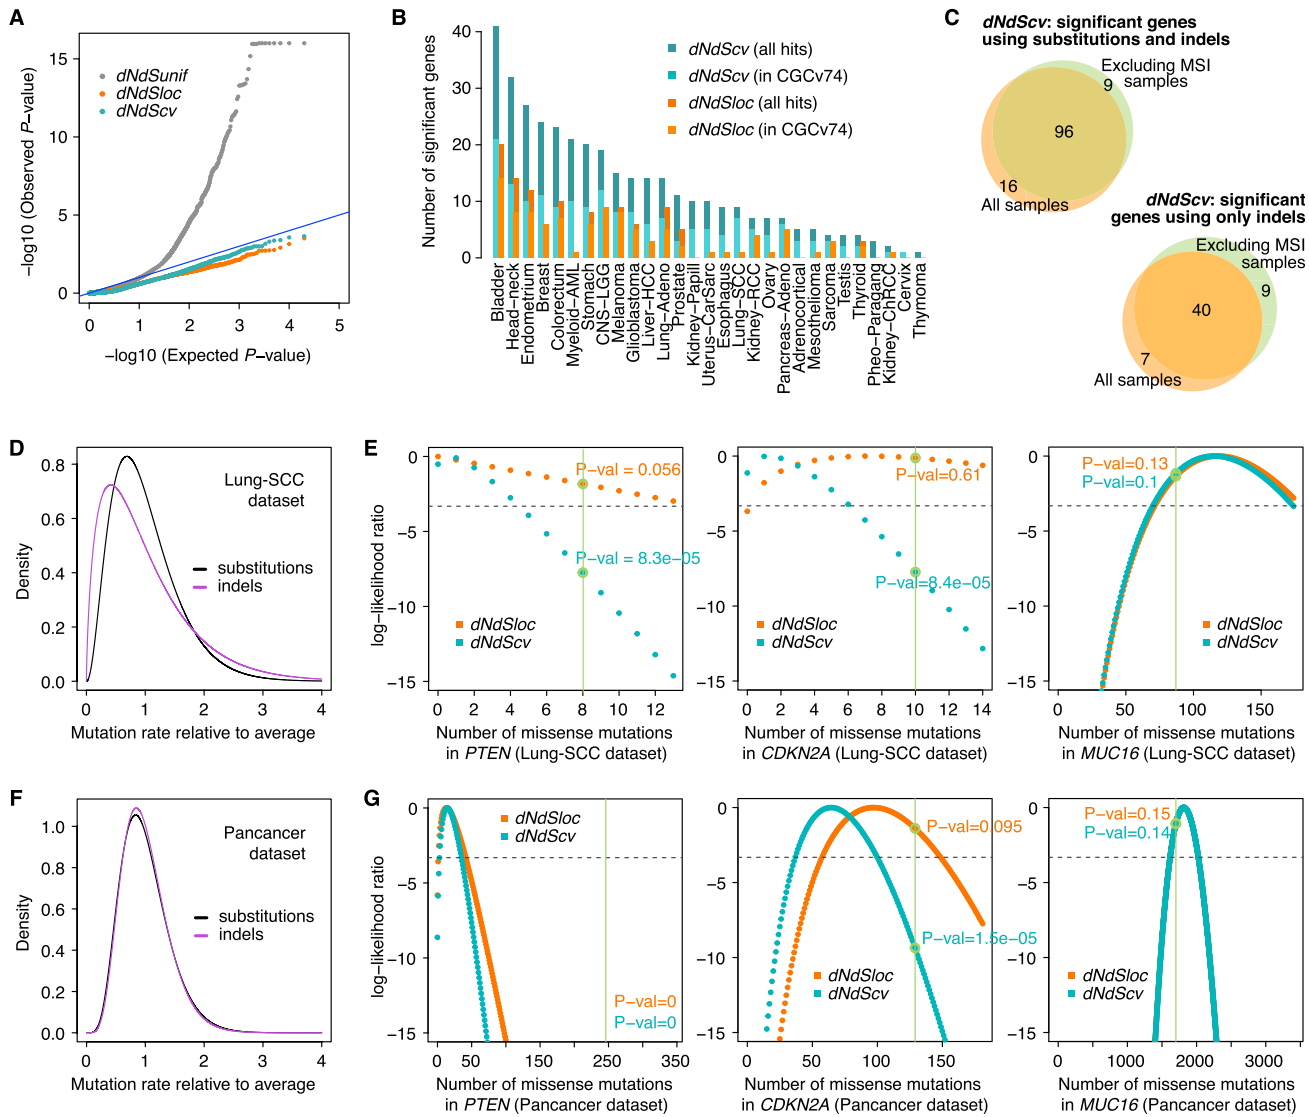 A
−log10 (Observed P−value)
15
10
5
0
dNdSunif
dNdSloc
dNdScv
0 1 2 3 4 5
−log10 (Expected P−value)
B
Number of significant genes
40
30
20
10
0
dNdScv (all hits)
dNdScv (in CGCv74)
dNdSloc (all hits)
dNdSloc (in CGCv74)
Bladder
Head−neck
Endometrium
Breast
Colorectum
Myeloid−AML
Stomach
CNS−LGG
Melanoma
Glioblastoma
Liver−HCC
Lung−Adeno
Prostate
Kidney−Papill
Uterus−CarSarc
Esophagus
Lung−SCC
Kidney−RCC
Ovary
Pancreas−Adeno
Adrenocortical
Mesothelioma
Sarcoma
Testis
Thyroid
Pheo−Paragang
Kidney−ChRCC
Cervix
Thymoma
C
dNdScv: significant genes
using substitutions and indels
Excluding MSI
samples
9
96
16
All samples
dNdScv: significant
genes using only indels
Excluding MSI
samples
9
40
7
All samples
D
Density
0.8
0.6
0.4
0.2
0.0
Lung-SCC
dataset
substitutions
indels
0 1 2 3 4
Mutation rate relative to average
E
log−likelihood ratio
0
−5
−10
−15
P−val = 0.056
P−val = 8.3e−05
dNdSloc
dNdScv
0 2 4 6 8 10 12
Number of missense mutations
in PTEN (Lung-SCC dataset)
0
−5
−10
−15
P−val=0.61
P−val=8.4e−05
dNdSloc
dNdScv
0 2 4 6 8 10 12 14
Number of missense mutations
in CDKN2A (Lung-SCC dataset)
0
−5
−10
−15
P−val=0.13
P−val=0.1
dNdSloc
dNdScv
0 50 100 150
Number of missense mutations
in MUC16 (Lung-SCC dataset)
F
Density
1.0
0.8
0.6
0.4
0.2
0.0
Pancancer
dataset
substitutions
indels
0 1 2 3 4
Mutation rate relative to average
G
log−likelihood ratio
0
−5
−10
−15
dNdSloc
dNdScv
P−val=0
P−val=0
0 50 150 250 350
Number of missense mutations
in PTEN (Pancancer dataset)
0
−5
−10
−15
P−val=0.095
P−val=1.5e−05
dNdSloc
dNdScv
0 50 100 150
Number of missense mutations
in CDKN2A (Pancancer dataset)
0
−5
−10
−15
P−val=0.15
P−val=0.14
dNdSloc
dNdScv
0 1000 2000 3000
Number of missense mutations
in MUC16 (Pancancer dataset)